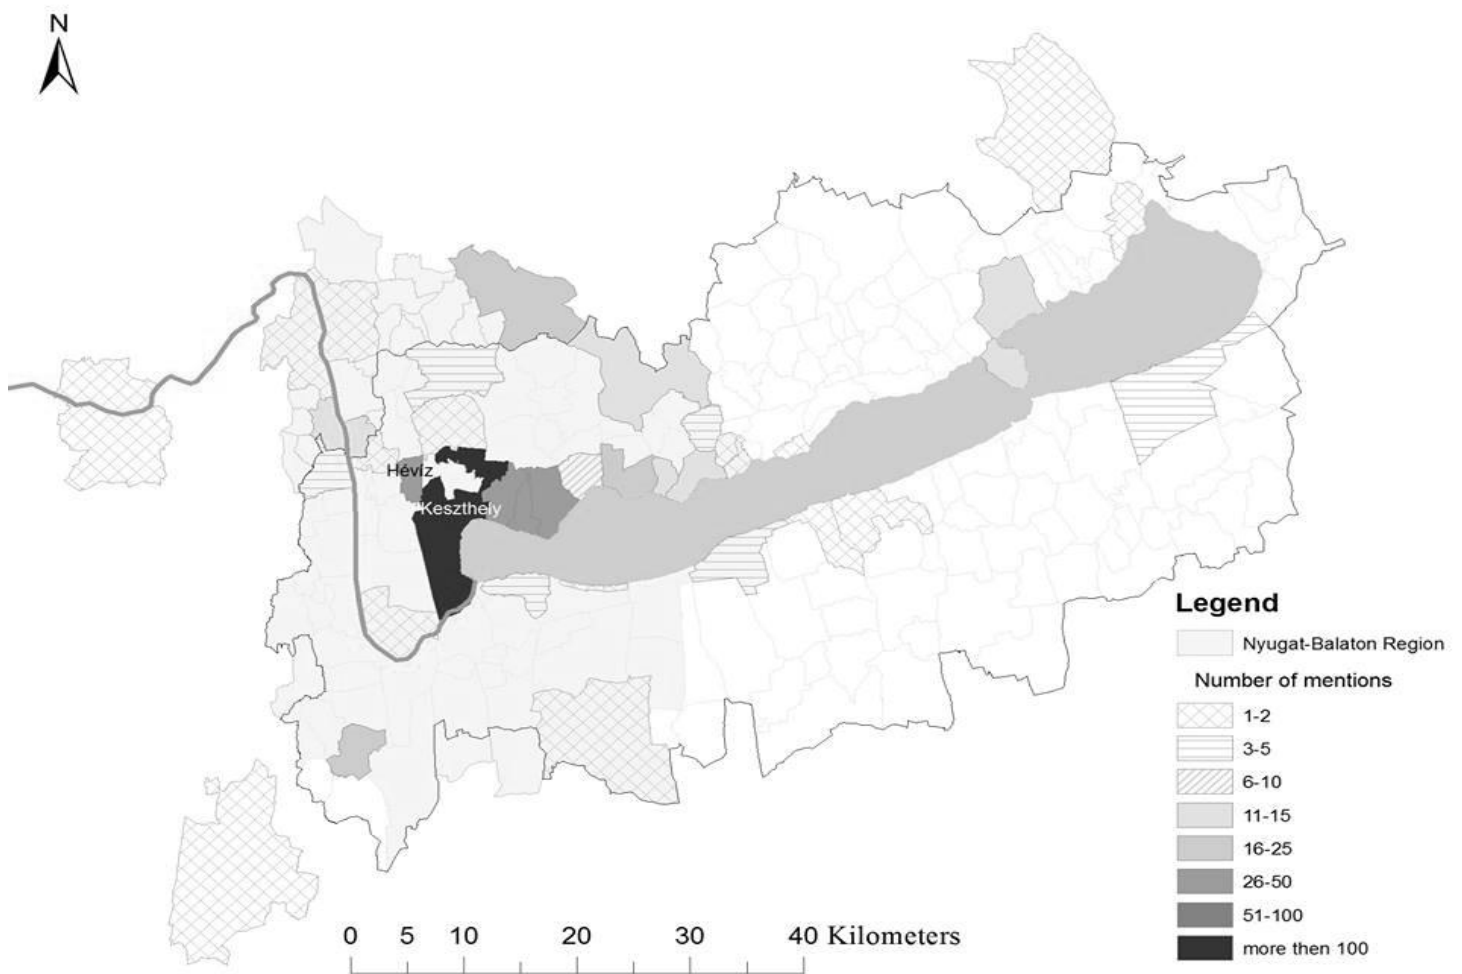 N
Hévíz
Keszthely
Legend
Nyugat-Balaton Region
Number of mentions
1-2
3-5
6-10
11-15
16-25
26-50
51-100
more then 100
0 5 10 20 30 40 Kilometers